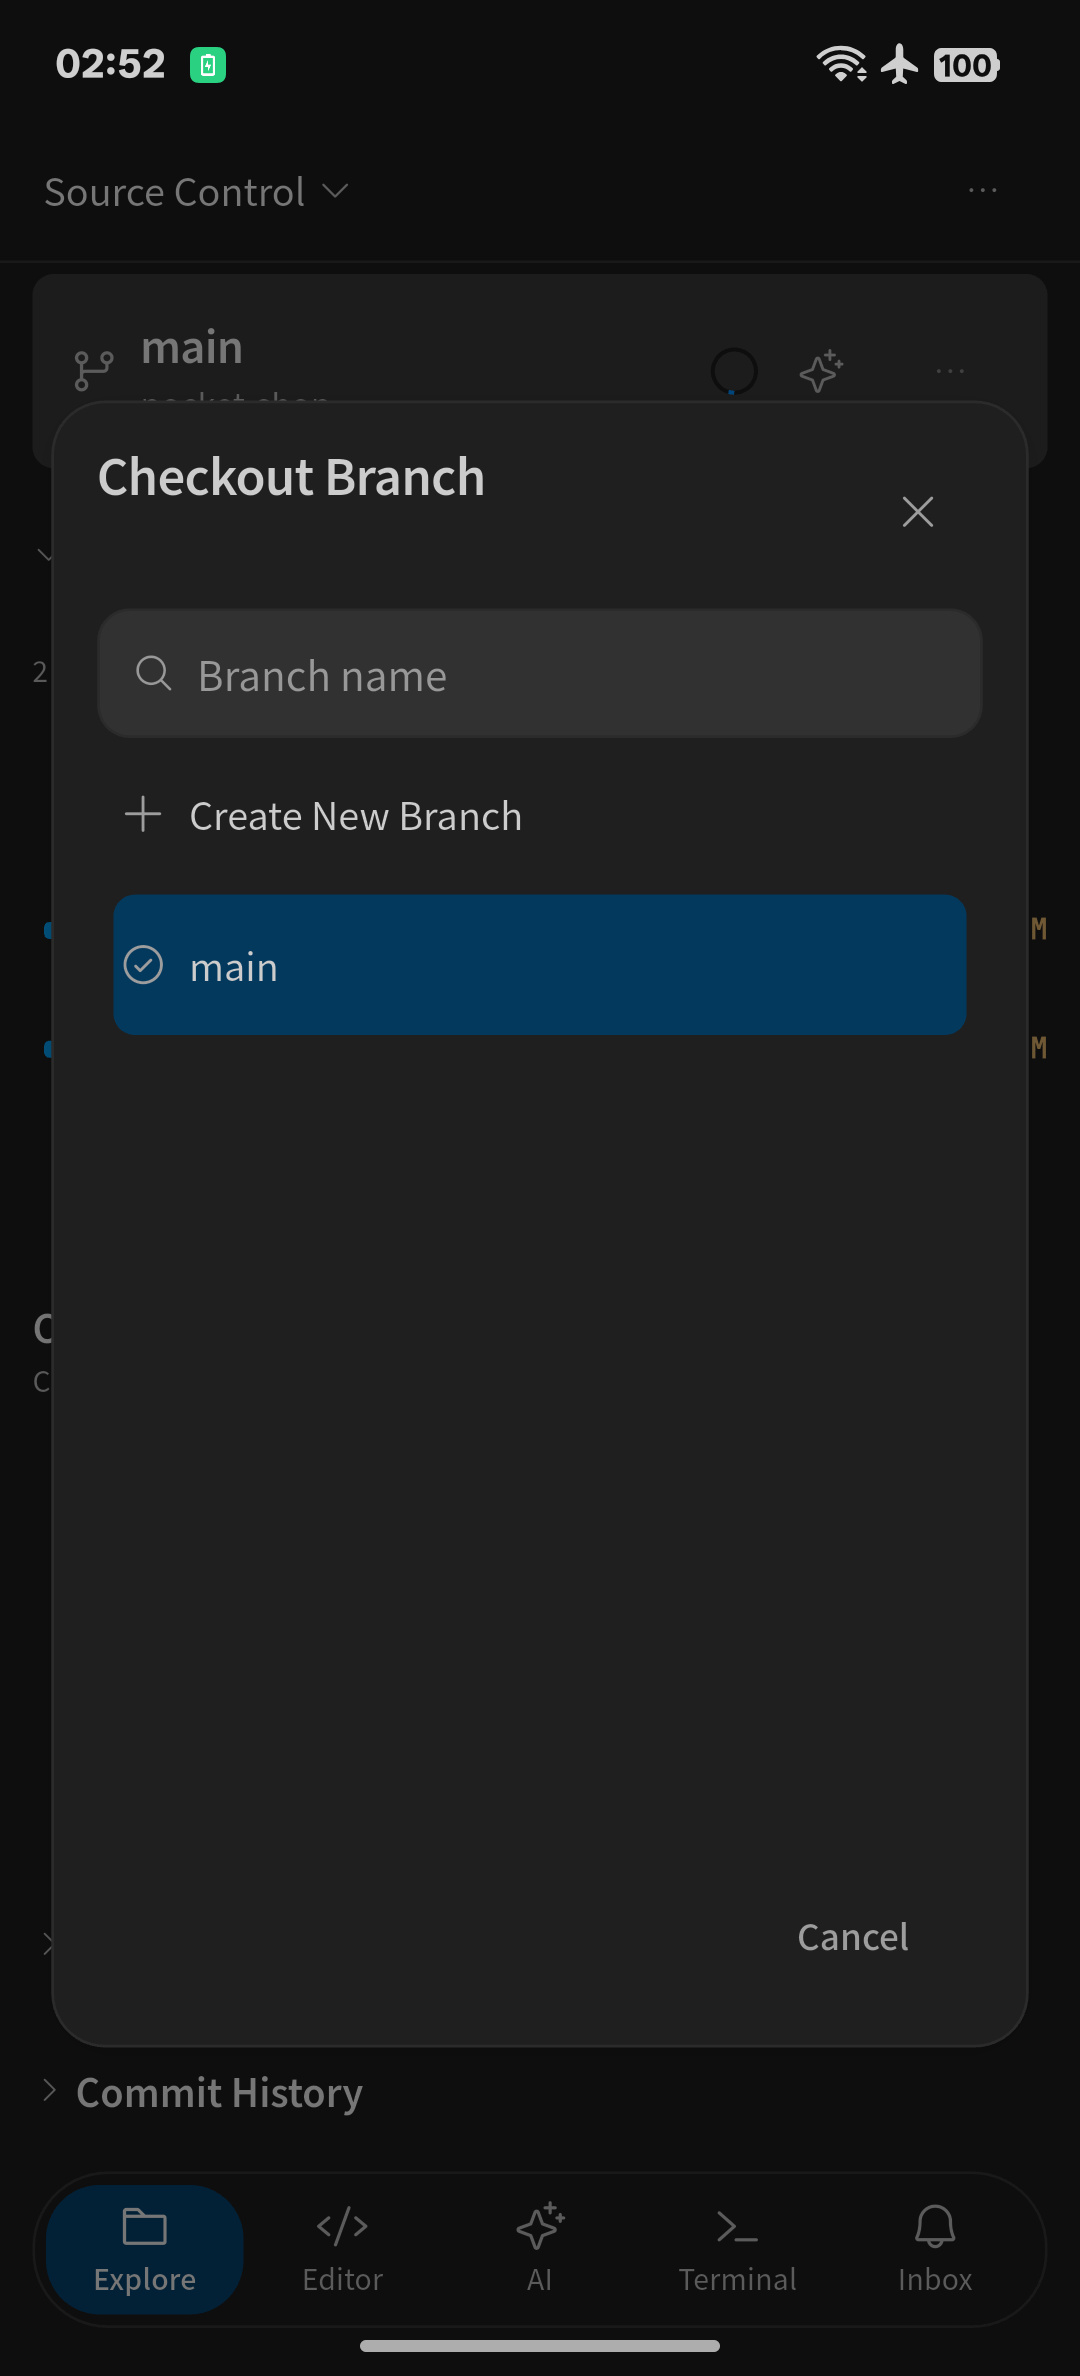 02:52
100
Source Control
main
Checkout Branch
2
Branch name
Create New Branch
M
main
M
C
C
Cancel
Commit History
Explore
Editor
AI
Terminal
Inbox